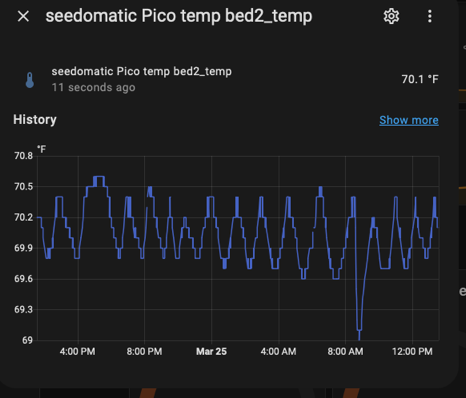 seedomatic Pico temp bed2_temp
seedomatic Pico temp bed2_temp
11 seconds ago
70.1 °F
History
Show more
°F
70.8
70.5
70.2
69.9
69.6
69.3
69
4:00 PM
8:00 PM
Mar 25
4:00 AM
8:00 AM
12:00 PM